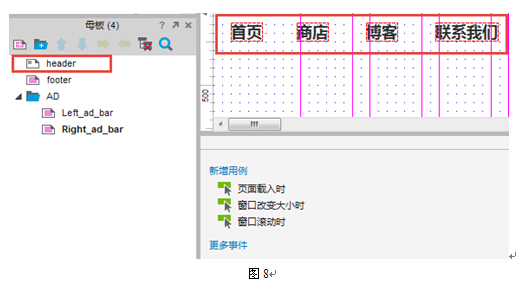 母板 (4)
header
footer
AD
Left_ad_bar
Right_ad_bar
首页 商店 博客 联系我们
500
新增用例
页面载入时
窗口改变大小时
窗口滚动时
更多事件
图 8